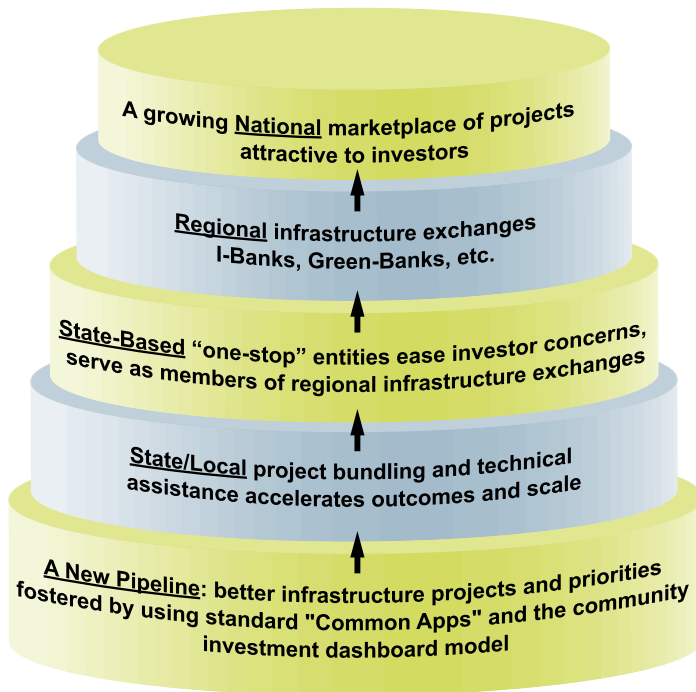 A growing National marketplace of projects
attractive to investors
Regional infrastructure exchanges
I-Banks, Green-Banks, etc.
State-Based “one-stop” entities ease investor concerns,
serve as members of regional infrastructure exchanges
State/Local project bundling and technical
assistance accelerates outcomes and scale
A New Pipeline: better infrastructure projects and priorities
fostered by using standard "Common Apps" and the community
investment dashboard model